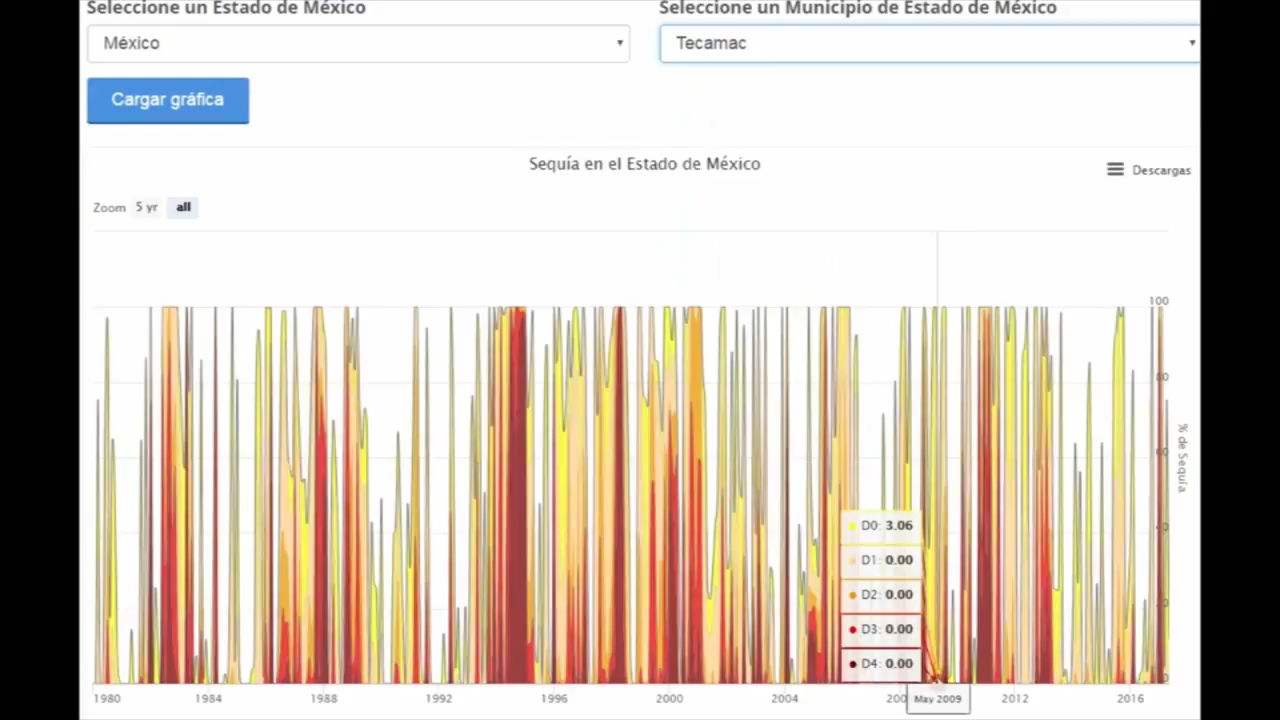 Seleccione un Estado de México
Seleccione un Municipio de Estado de México
México
Tecamac
Cargar gráfica
Sequía en el Estado de México
Descargas
Zoom 5 yr all
100
80
% de Sequía
D0: 3.06
D1: 0.00
D2: 0.00
D3: 0.00
D4: 0.00
1980 1984 1988 1992 1996 2000 2004 2012 2016
May 2009